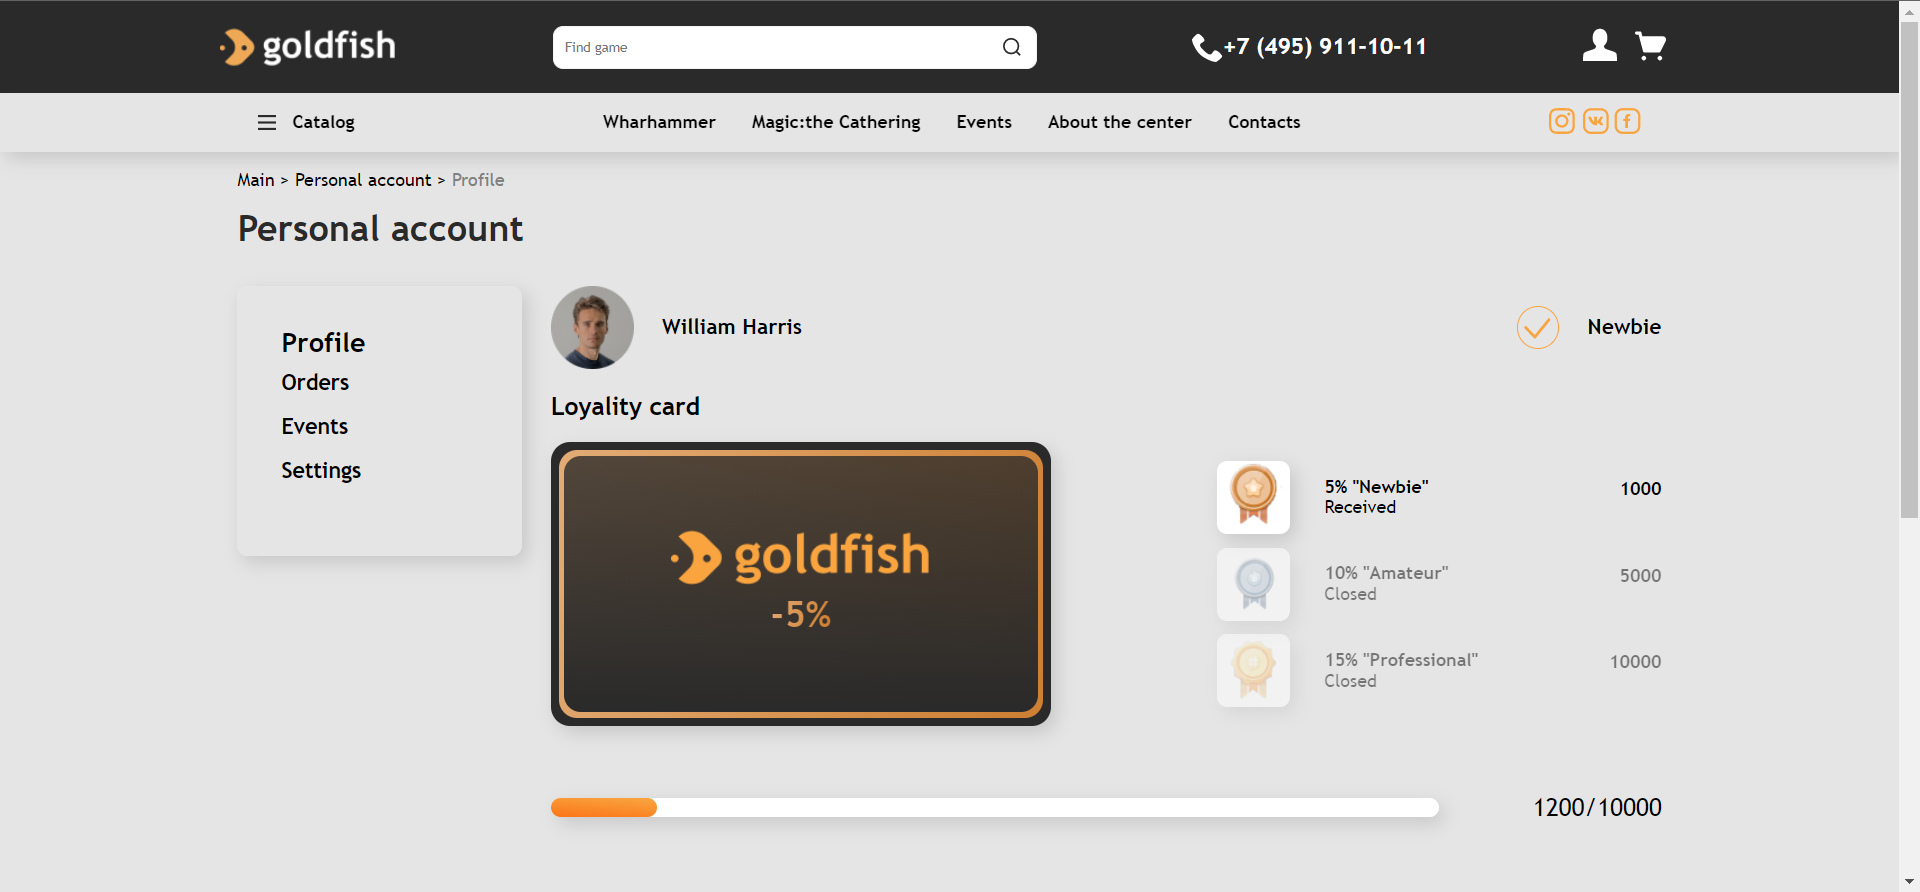 goldfish
Find game
+7 (495) 911-10-11
Catalog
Wharhammer
Magic:the Cathering
Events
About the center
Contacts
Main > Personal account > Profile
Personal account
Profile
Orders
Events
Settings
William Harris
Newbie
Loyality card
goldfish
-5%
5% "Newbie"
Received
1000
10% "Amateur"
Closed
5000
15% "Professional"
Closed
10000
1200/10000